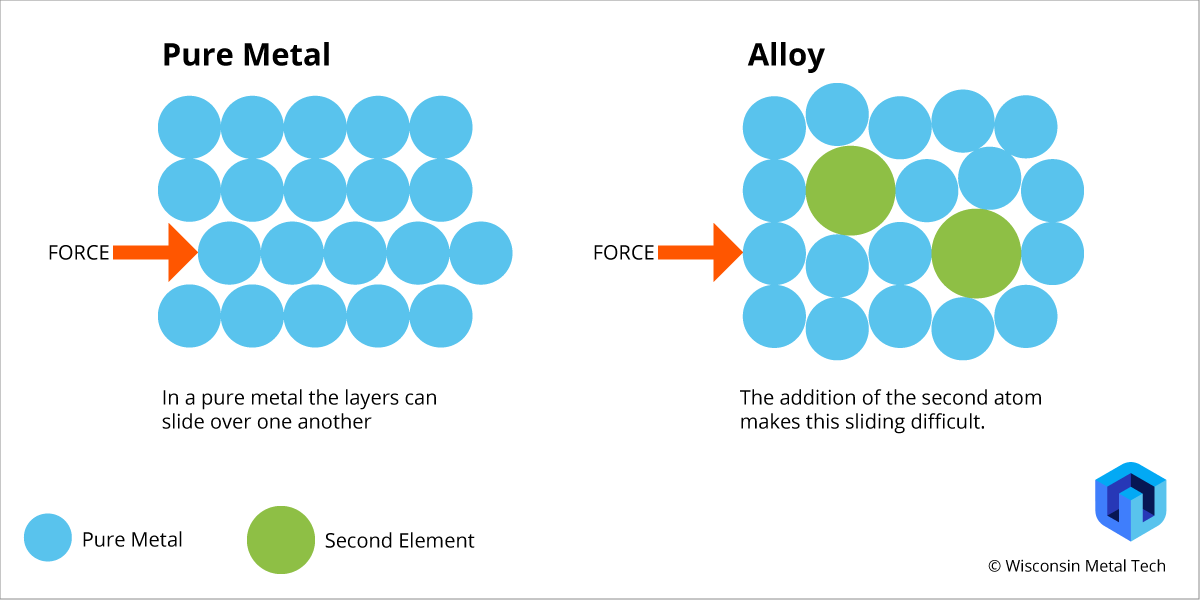 Pure Metal
Alloy
FORCE
FORCE
In a pure metal the layers can
slide over one another
The addition of the second atom
makes this sliding difficult.
Pure Metal
Second Element
© Wisconsin Metal Tech